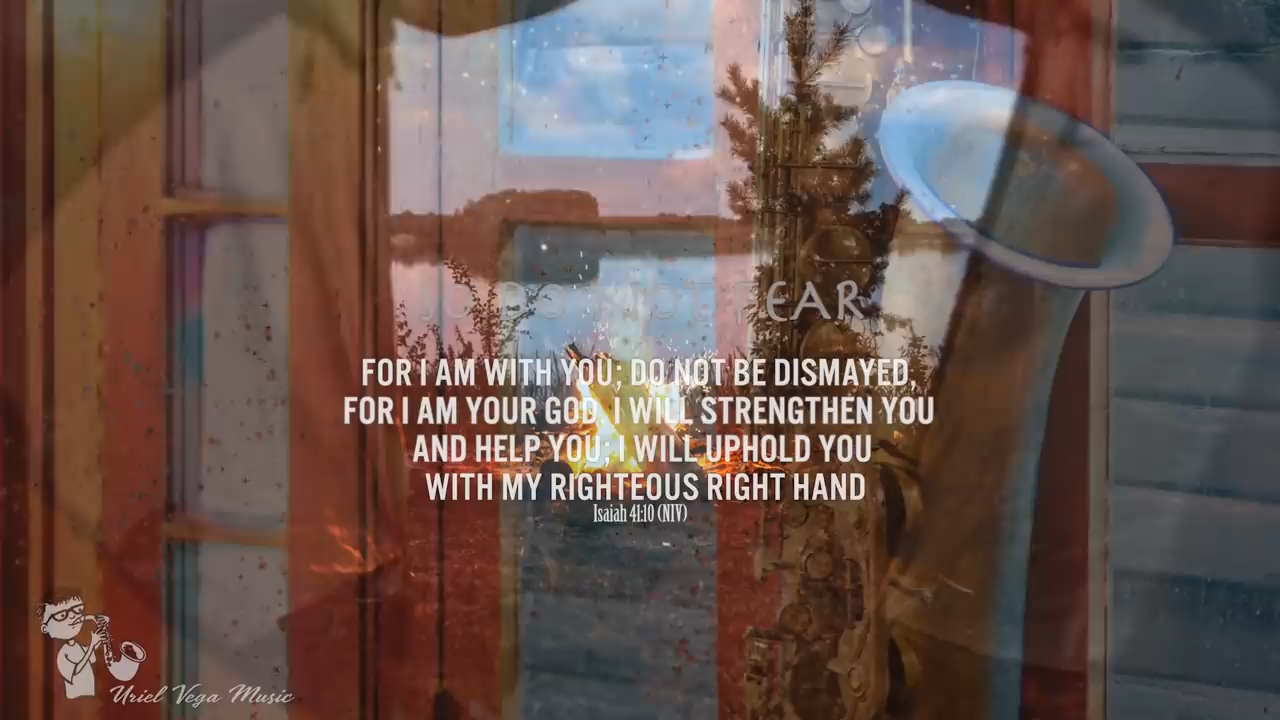 SO DO NOT FEAR,
FOR I AM WITH YOU; DO NOT BE DISMAYED,
FOR I AM YOUR GOD. I WILL STRENGTHEN YOU
AND HELP YOU; I WILL UPHOLD YOU
WITH MY RIGHTEOUS RIGHT HAND
Isaiah 41:10 (NIV)
Uriel Vega Music